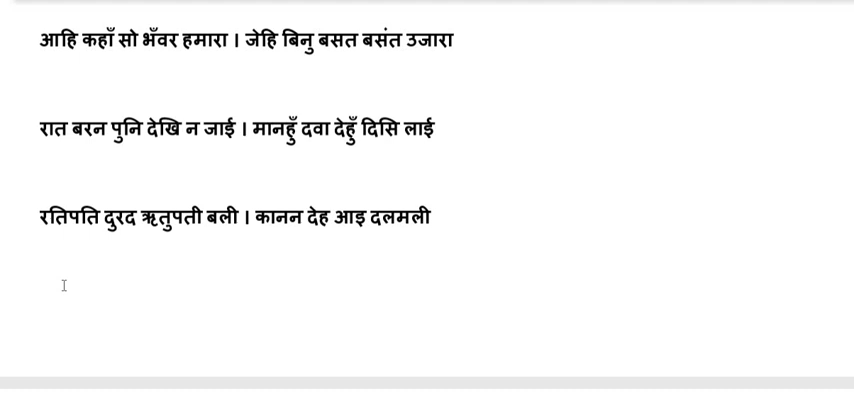 आहि कहाँ सो भँवर हमारा । जेहि बिनु बसत बसंत उजारा
रात बरन पुनि देखि न जाई । मानहुँ दवा देहुँ दिसि लाई
रतिपति दुरद ऋतुपती बली । कानन देह आइ दलमली